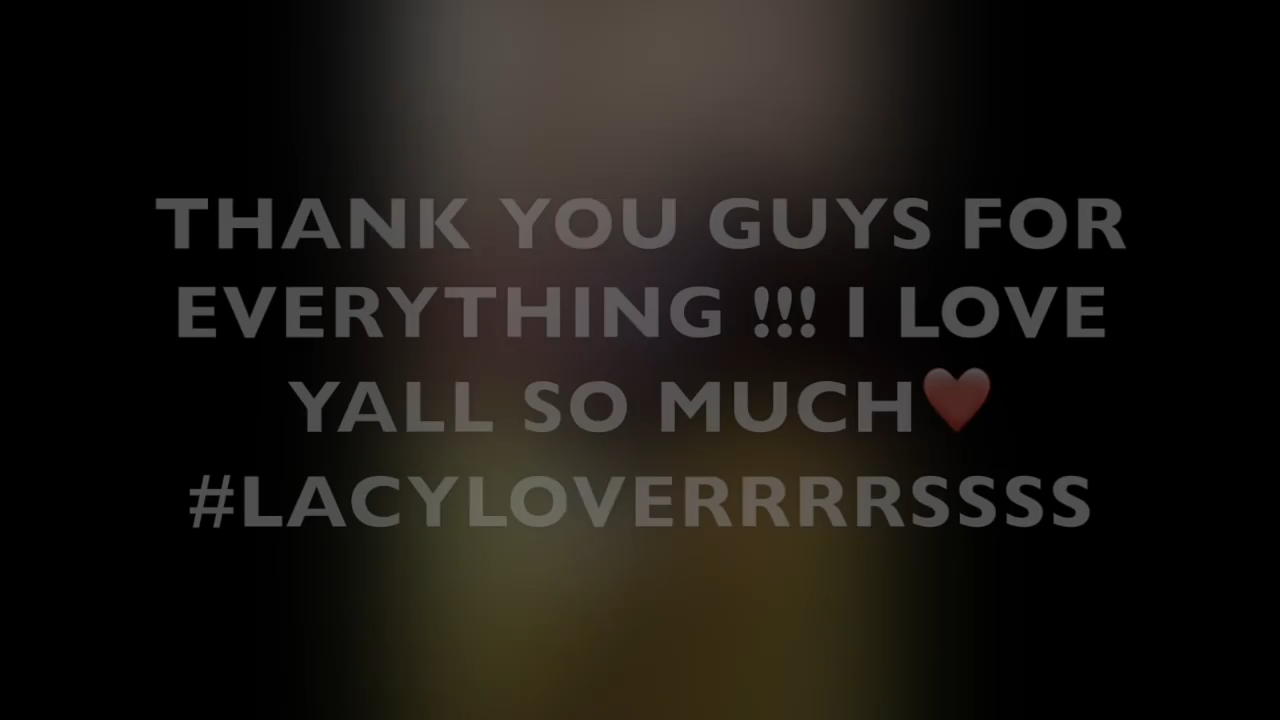 THANK YOU GUYS FOR
EVERYTHING !!! I LOVE
YALL SO MUCH❤️
#LACYLOVERRRRSSSS